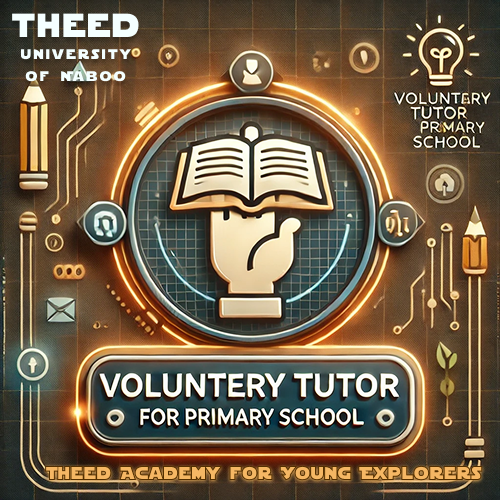 THEED
UNIVERSITY
OF NABOO
VOLUNTERY
TUTOR
PRIMARY
SCHOOL
VOLUNTERY TUTOR
FOR PRIMARY SCHOOL
THEED ACADEMY FOR YOUNG EXPLORERS